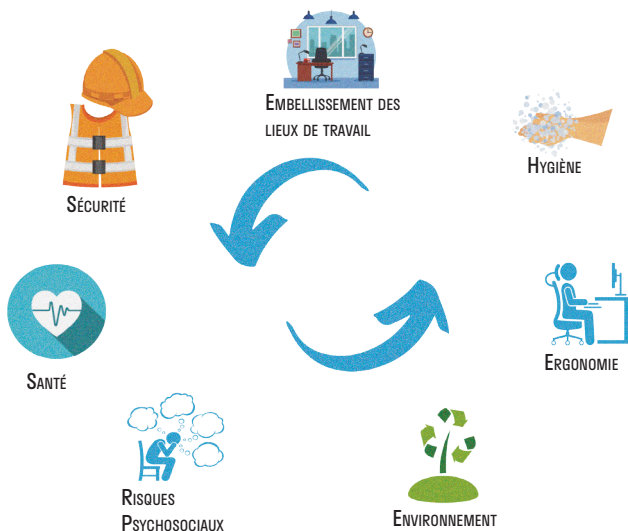 Embellissement des
lieux de travail
Hygiène
Sécurité
Ergonomie
Santé
Risques
Psychosociaux
Environnement